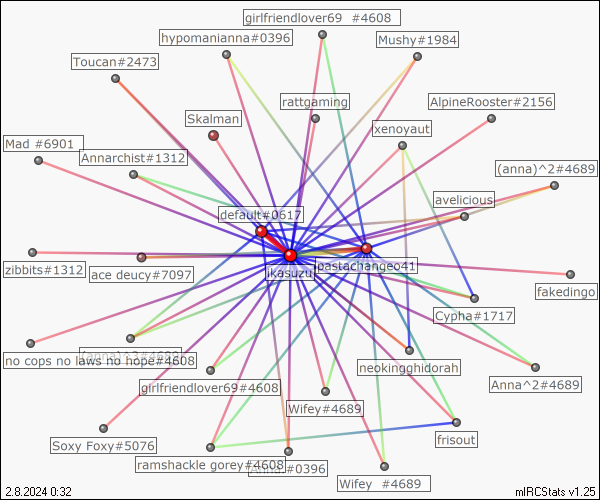 girlfriendlover69 #4608
hypomanianna#0396
Mushy#1984
Toucan#2473
rattgaming
AlpineRooster#2156
Skalman
xenoyaut
Mad #6901
Annarchist#1312
(anna)^2#4689
avelicious
default#0617
ikasuzu
pastachangeo41
zibbits#1312
ace deucy#7097
fakedingo
Cypha#1717
no cops no laws no hope#4608
neokingghidorah
girlfriendlover69#4608
Anna^2#4689
Wifey#4689
Soxy Foxy#5076
frisout
ramshackle gorey#4608
#0396
Wifey #4689
2.8.2024 0:32
mIRCStats v1.25